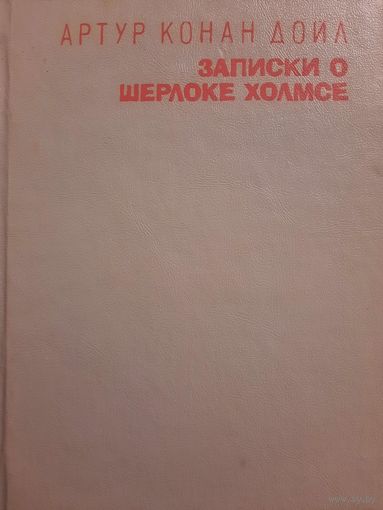 АРТУР КОНАН ДОЙЛ
ЗАПИСКИ О
ШЕРЛОКЕ ХОЛМСЕ